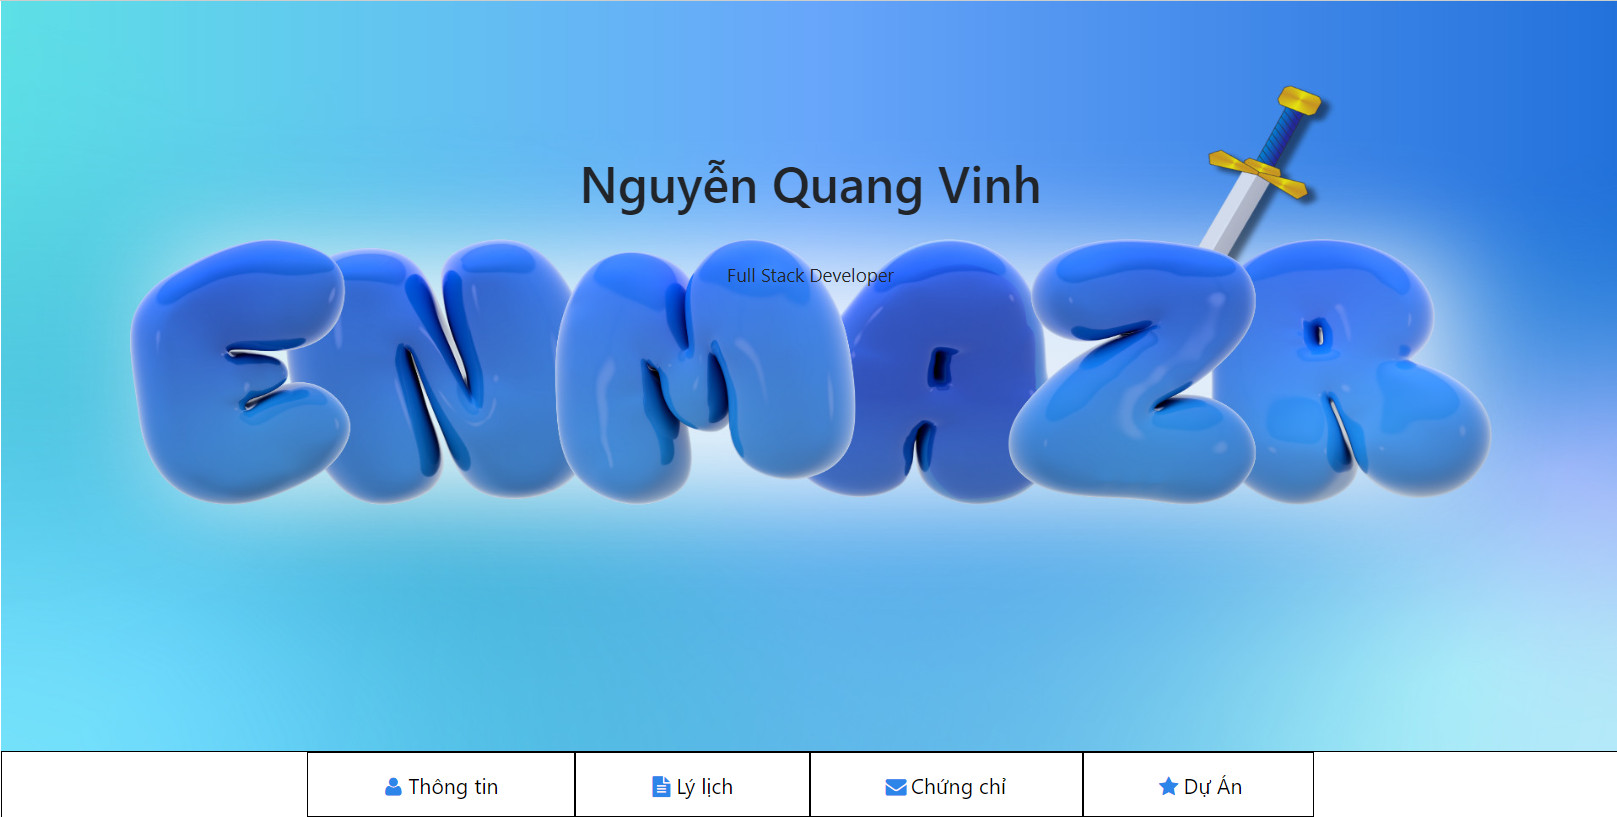 Nguyễn Quang Vinh
ENMAZR
Full Stack Developer
Thông tin
Lý lịch
Chứng chỉ
Dự Án